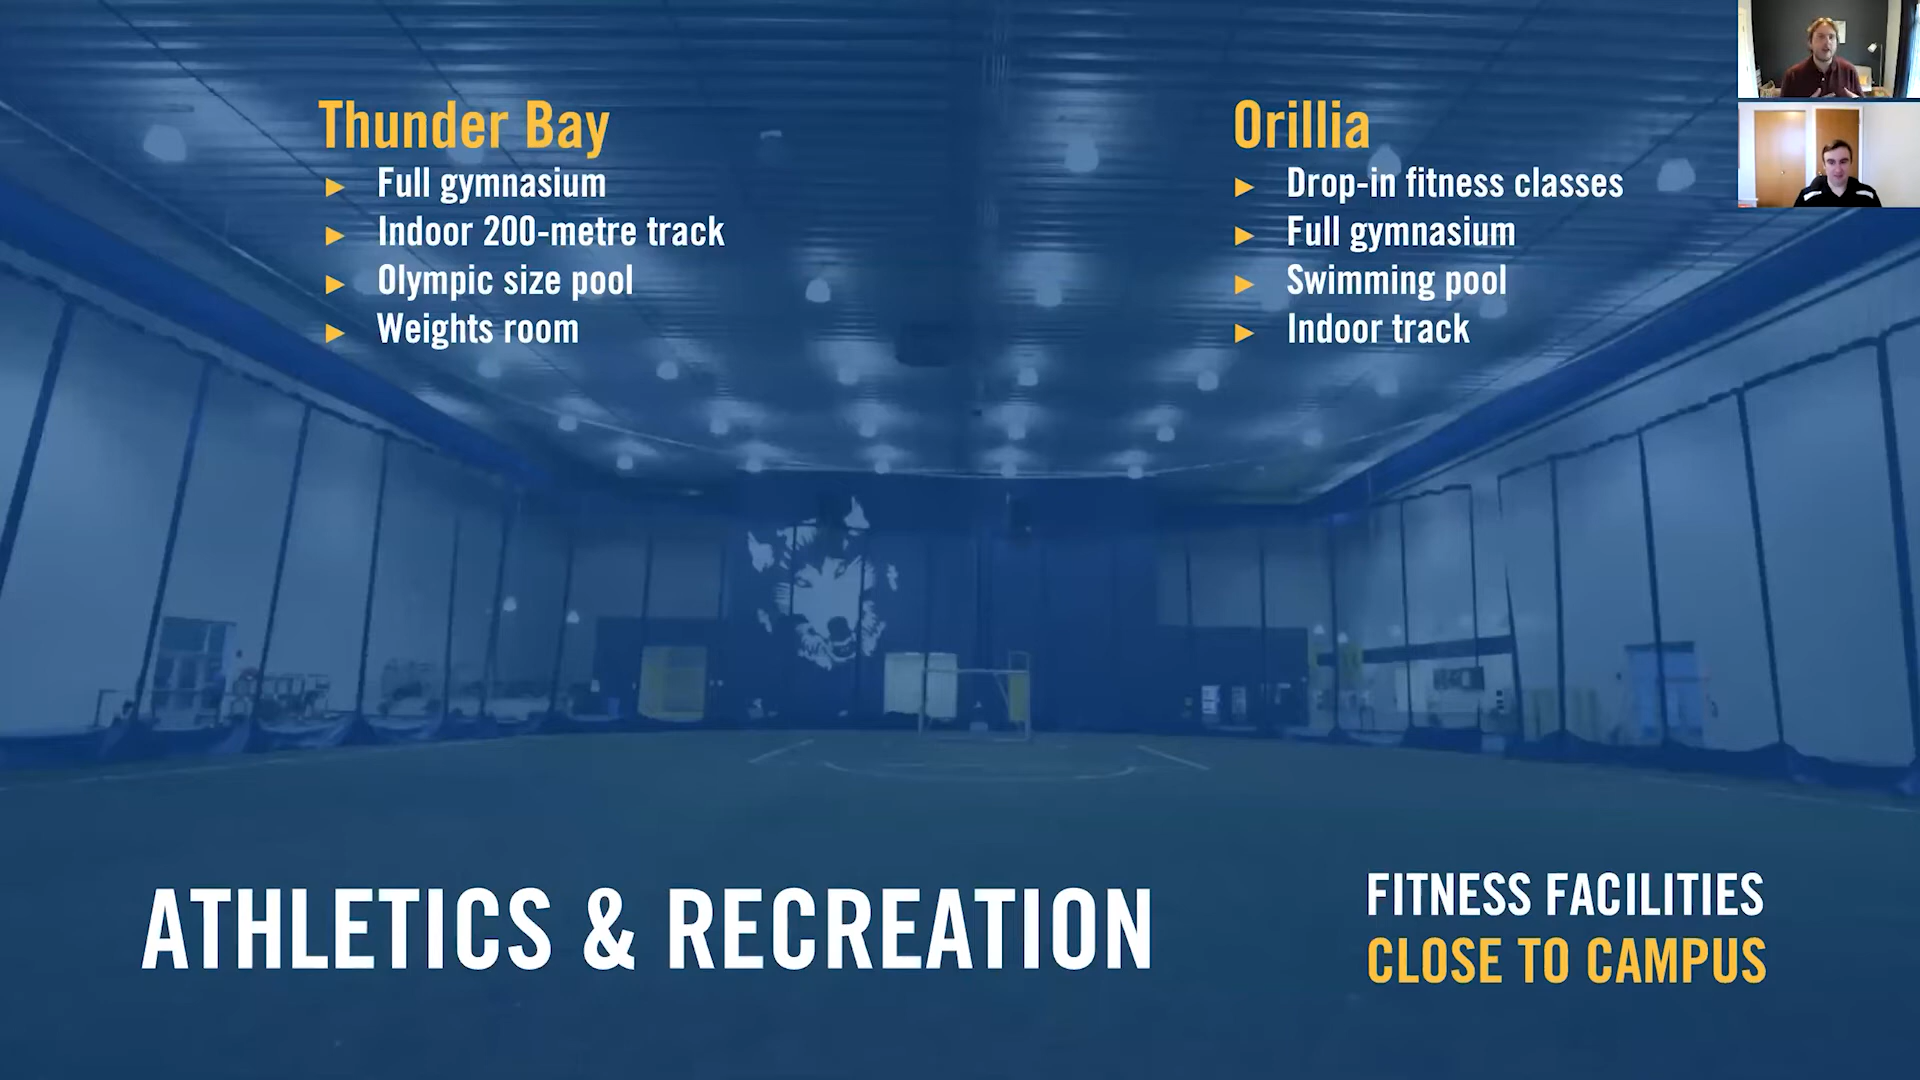 Thunder Bay
► Full gymnasium
► Indoor 200-metre track
► Olympic size pool
► Weights room
Orillia
► Drop-in fitness classes
► Full gymnasium
► Swimming pool
► Indoor track
ATHLETICS & RECREATION
FITNESS FACILITIES
CLOSE TO CAMPUS